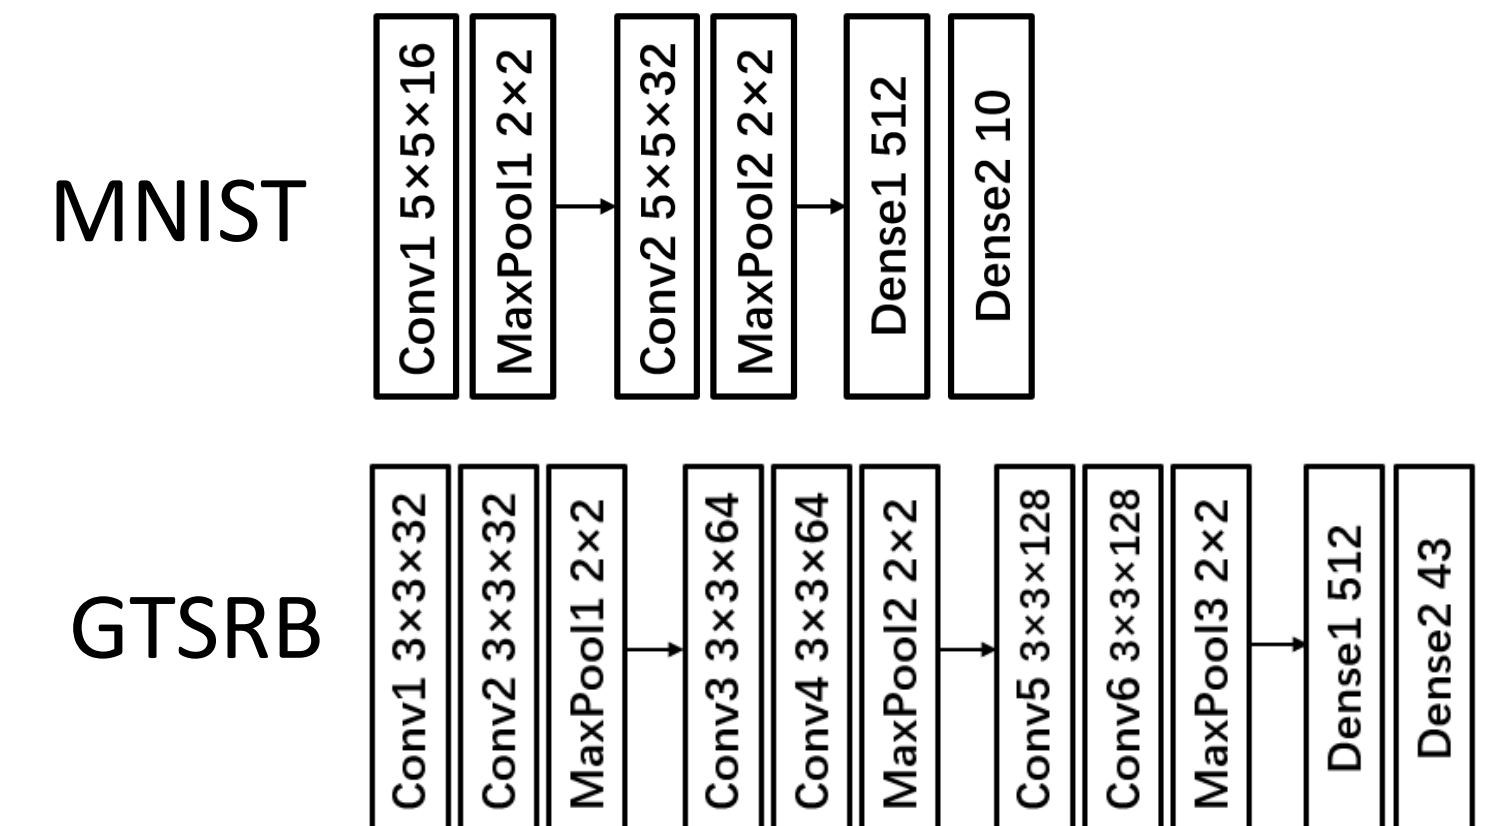 MNIST
Conv1 5×5×16
MaxPool1 2×2
Conv2 5×5×32
MaxPool2 2×2
Dense1 512
Dense2 10
GTSRB
Conv1 3×3×32
Conv2 3×3×32
MaxPool1 2×2
Conv3 3×3×64
Conv4 3×3×64
MaxPool2 2×2
Conv5 3×3×128
Conv6 3×3×128
MaxPool3 2×2
Dense1 512
Dense2 43